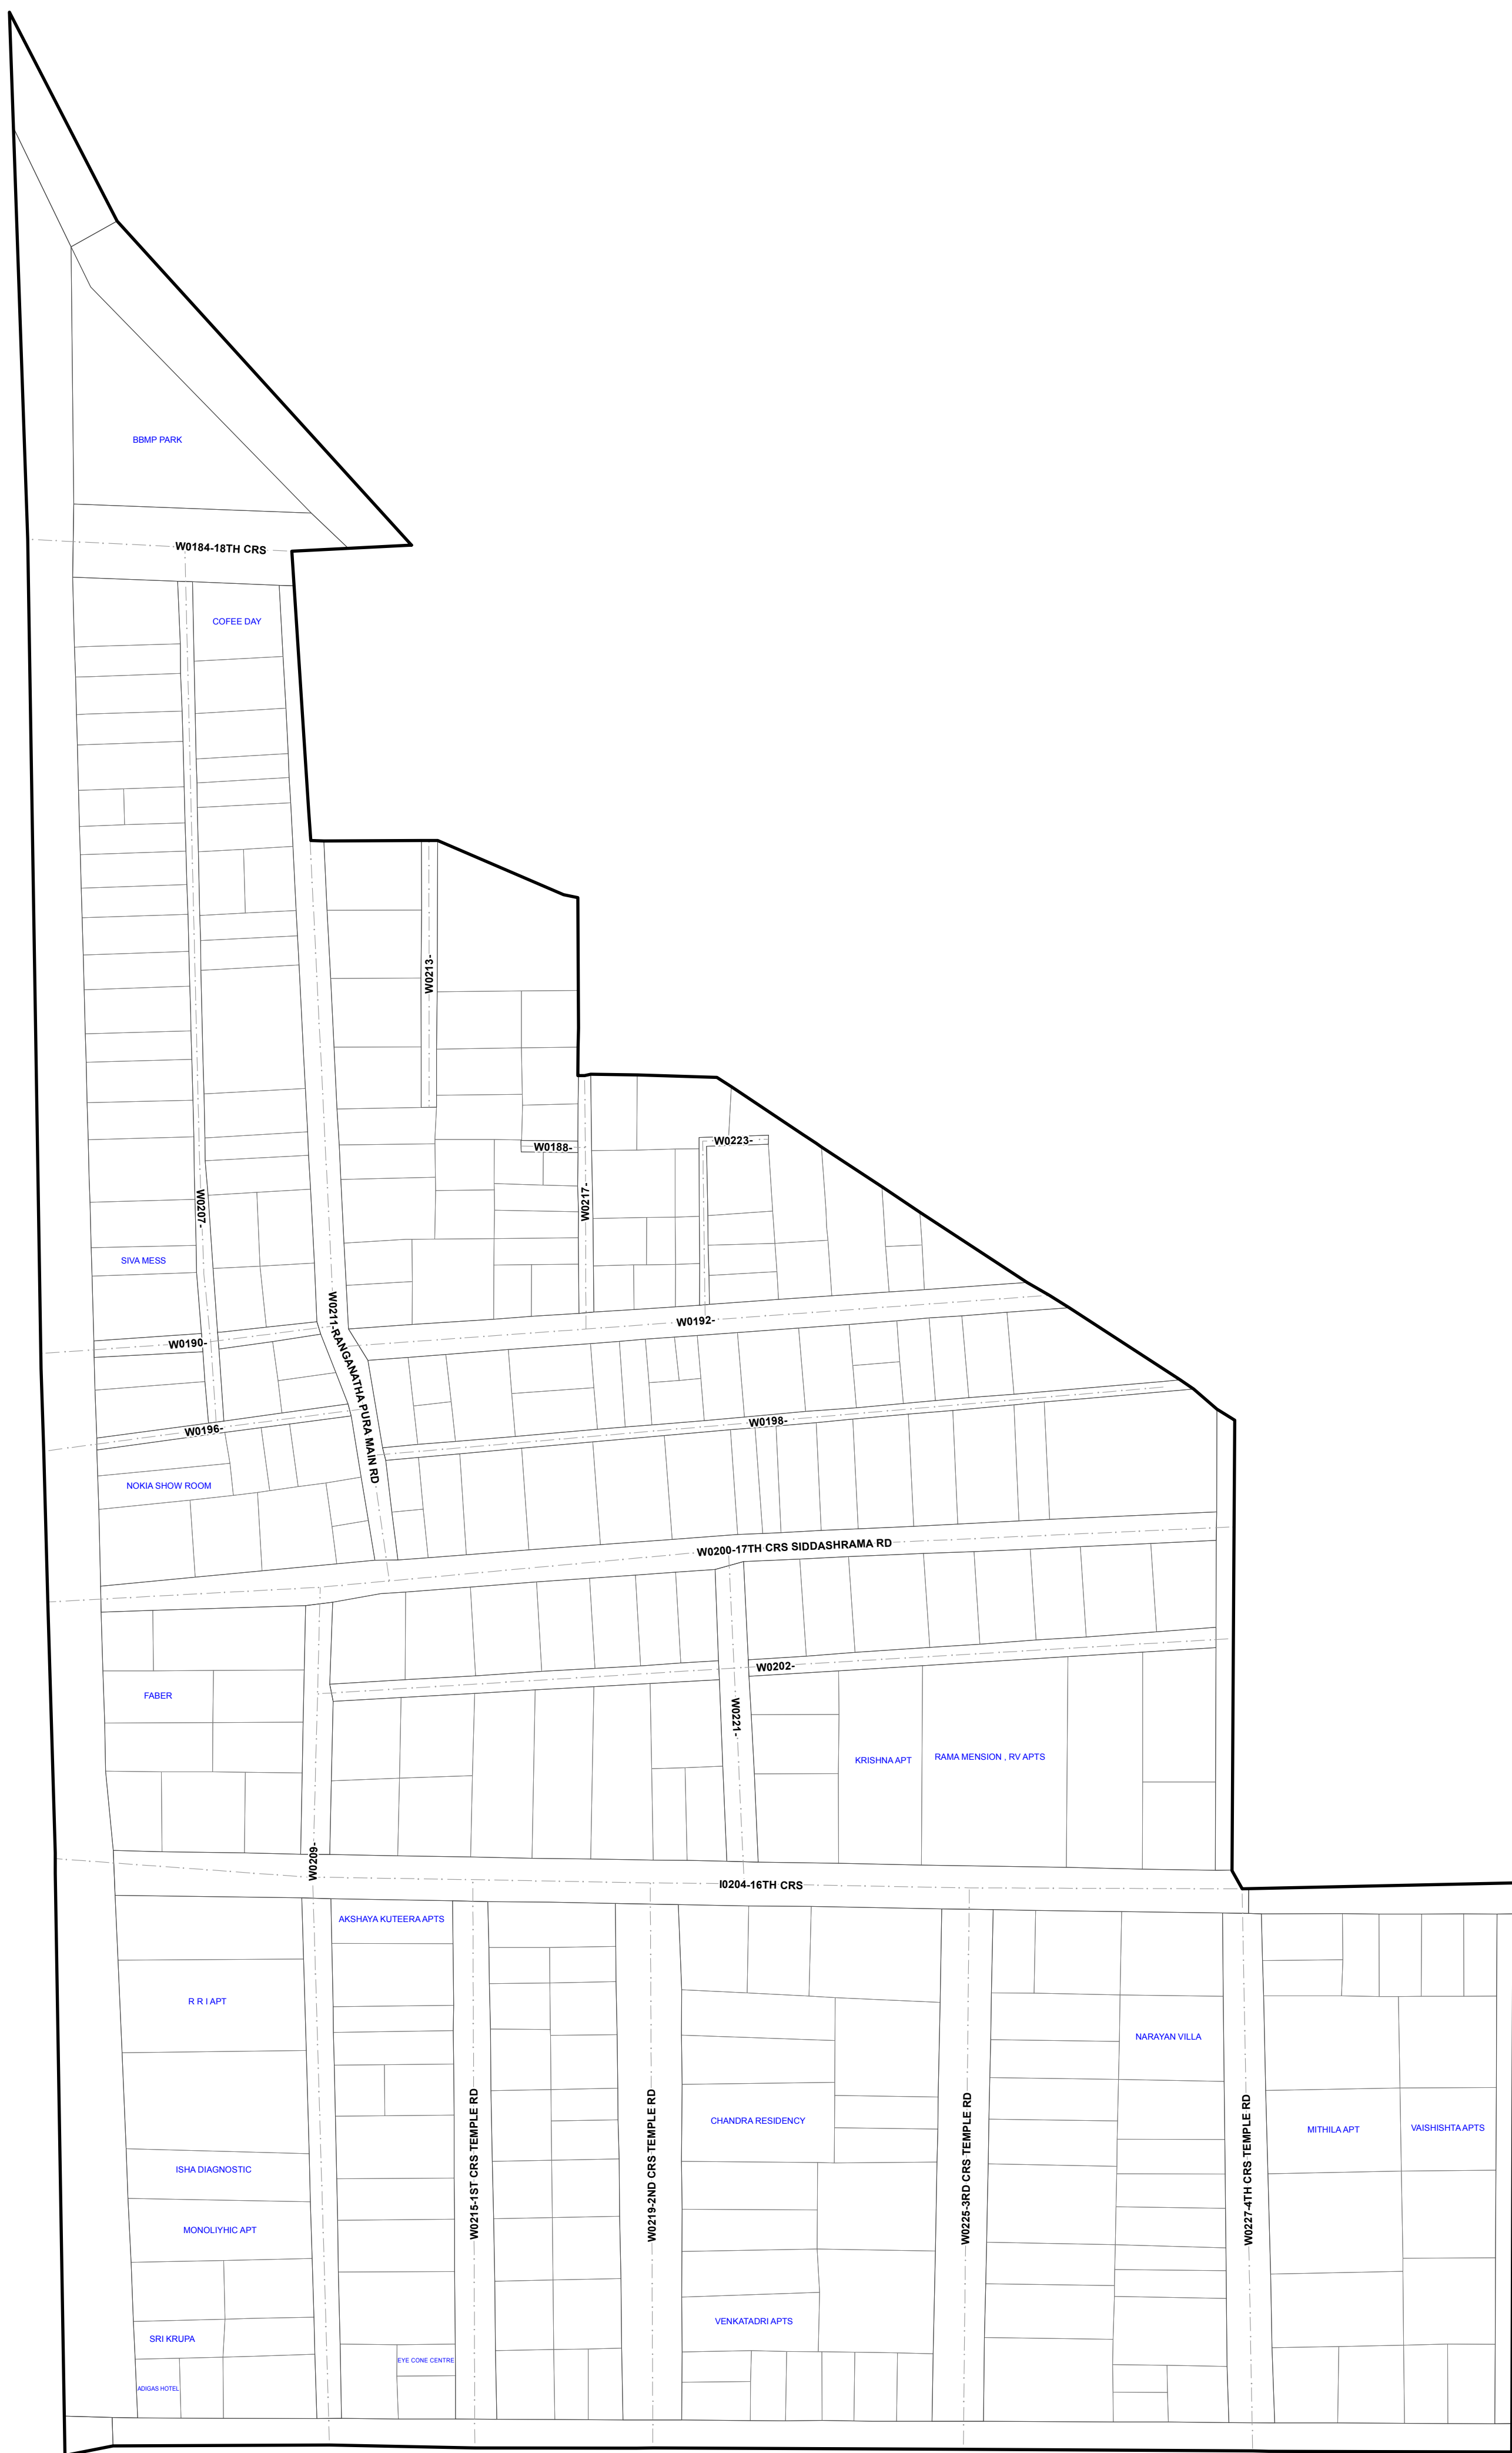 BBMP PARK
W0184-18TH CRS
COFEE DAY
W0213-
W0223-
W0188-
W0217-
W0207-
SIVA MESS
W0211-RANGANATHA PURA MAIN RD
W0192-
W0190-
W0198-
W0196-
NOKIA SHOW ROOM
W0200-17TH CRS SIDDASHRAMA RD
W0202-
FABER
W0221-
KRISHNA APT
RAMA MENSION , RV APTS
W0209-
I0204-16TH CRS
AKSHAYA KUTEERA APTS
R R I APT
NARAYAN VILLA
CHANDRA RESIDENCY
MITHILA APT
VAISHISHTA APTS
W0215-1ST CRS TEMPLE RD
W0219-2ND CRS TEMPLE RD
W0225-3RD CRS TEMPLE RD
W0227-4TH CRS TEMPLE RD
ISHA DIAGNOSTIC
MONOLIYHIC APT
VENKATADRI APTS
SRI KRUPA
EYE CONE CENTRE
ADIGAS HOTEL